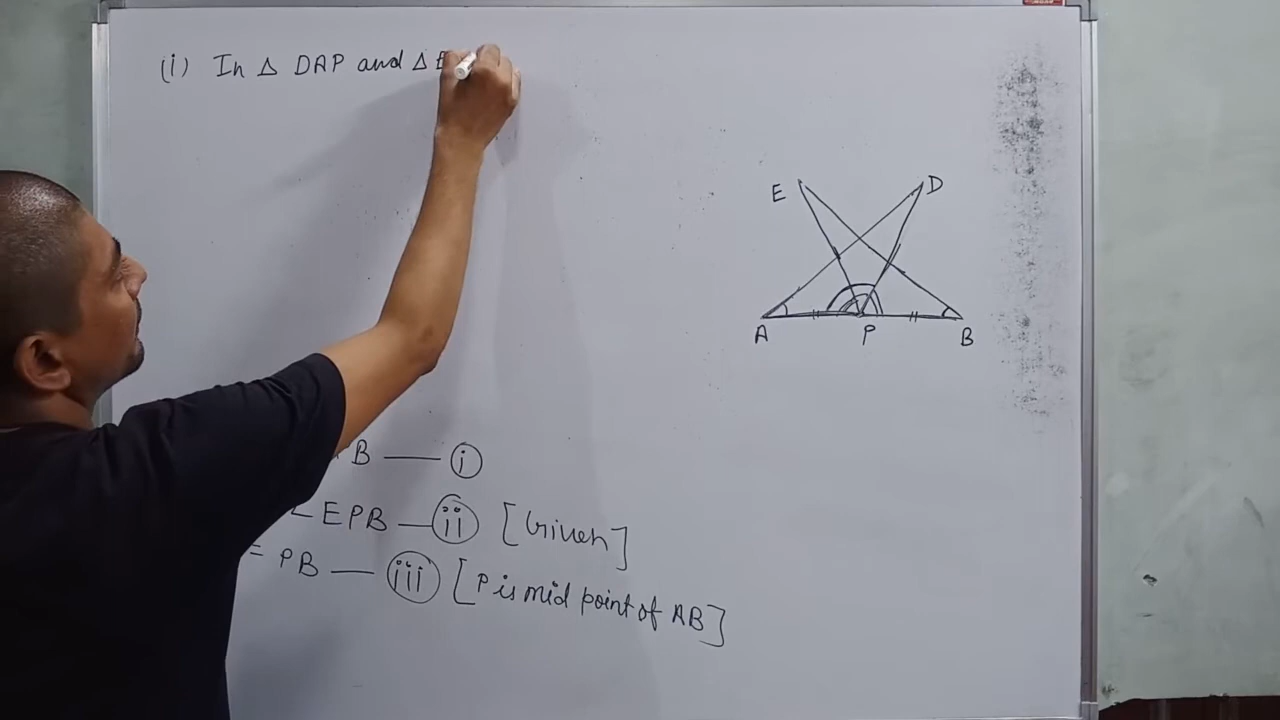 (i) In Δ DAP and Δ E
E
D
A
P
B
B — (i)
∠EPB — (ii) [Given]
= PB — (iii) [P is mid point of AB]